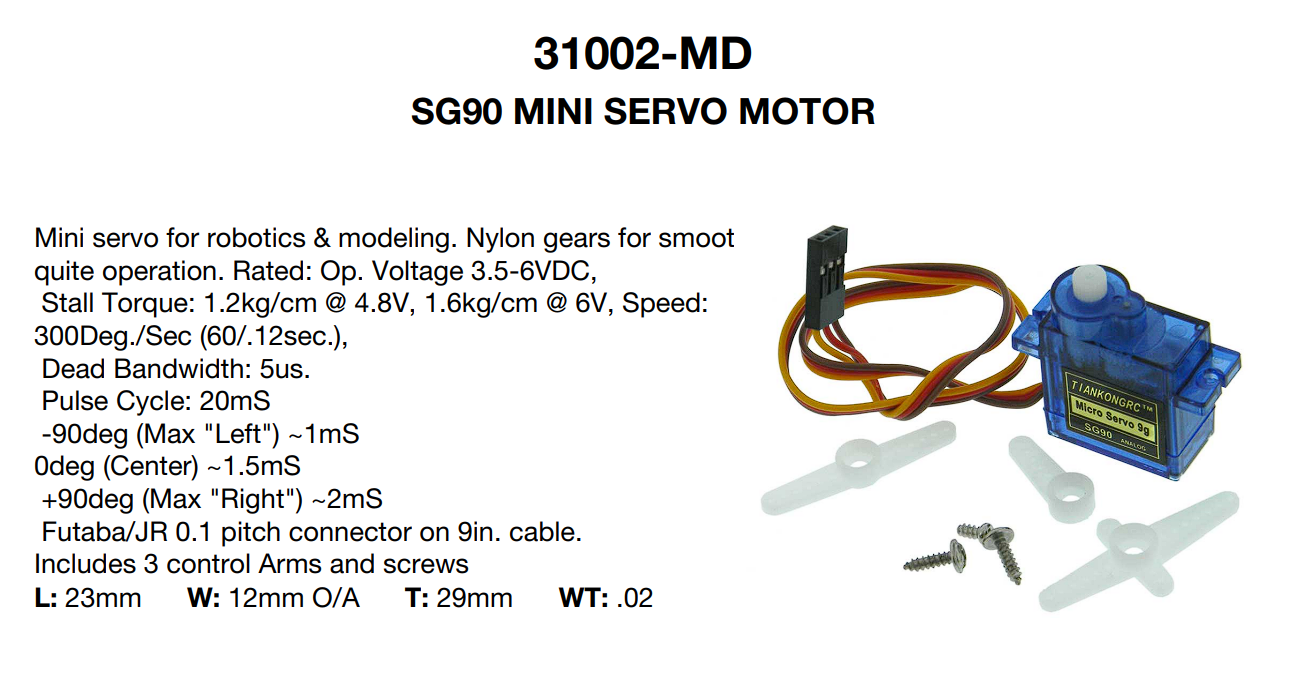 31002-MD
SG90 MINI SERVO MOTOR
Mini servo for robotics & modeling. Nylon gears for smoot
quite operation. Rated: Op. Voltage 3.5-6VDC,
Stall Torque: 1.2kg/cm @ 4.8V, 1.6kg/cm @ 6V, Speed:
300Deg./Sec (60/.12sec.),
Dead Bandwidth: 5us.
Pulse Cycle: 20mS
-90deg (Max "Left") ~1mS
0deg (Center) ~1.5mS
+90deg (Max "Right") ~2mS
Futaba/JR 0.1 pitch connector on 9in. cable.
Includes 3 control Arms and screws
L: 23mm W: 12mm O/A T: 29mm WT: .02
TIANKONGRC™
Micro Servo 9g
SG90 ANALOG